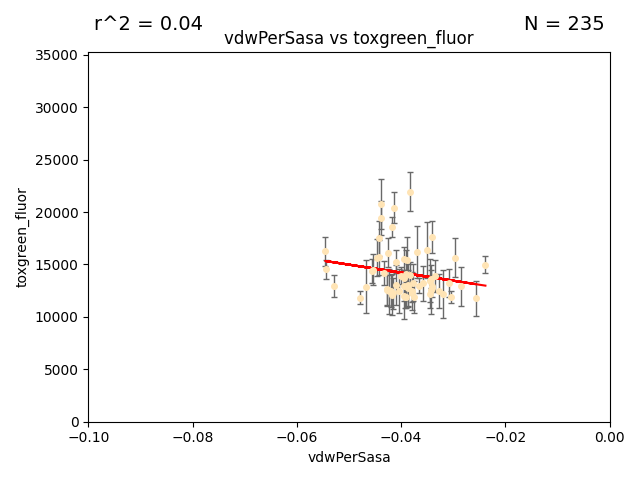 r^2 = 0.04
N = 235
vdwPerSasa vs toxgreen_fluor
35000
30000
25000
20000
15000
10000
5000
0
toxgreen_fluor
−0.10
−0.08
−0.06
−0.04
−0.02
0.00
vdwPerSasa